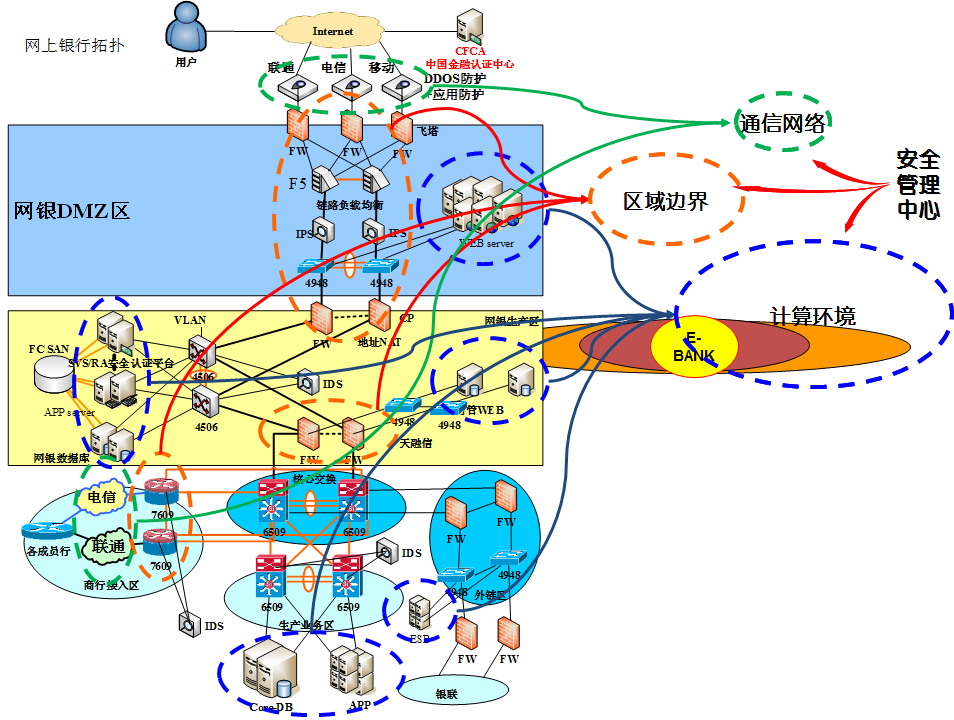 网上银行拓扑
用户
Internet
CFCA
中国金融认证中心
联通
电信
移动
DDOS防护
+应用防护
飞塔
FW
FW
FW
通信网络
安全
管理
中心
区域边界
网银DMZ区
F5
链路负载均衡
IPS
IPS
WEB server
4948
4948
计算环境
E-
BANK
FW
CP
地址NAT
网银生产区
VLAN
FC SAN
SVS/RA安全认证平台
4506
IDS
APP server
4506
4948
4948
管WEB
网银数据库
FW
FW
天融信
核心交换
电信
7609
6509
6509
FW
FW
各成员行
联通
7609
IDS
4948
4948
商行接入区
6509
6509
外链区
生产业务区
IDS
ESB
FW
FW
Core-DB
APP
银联